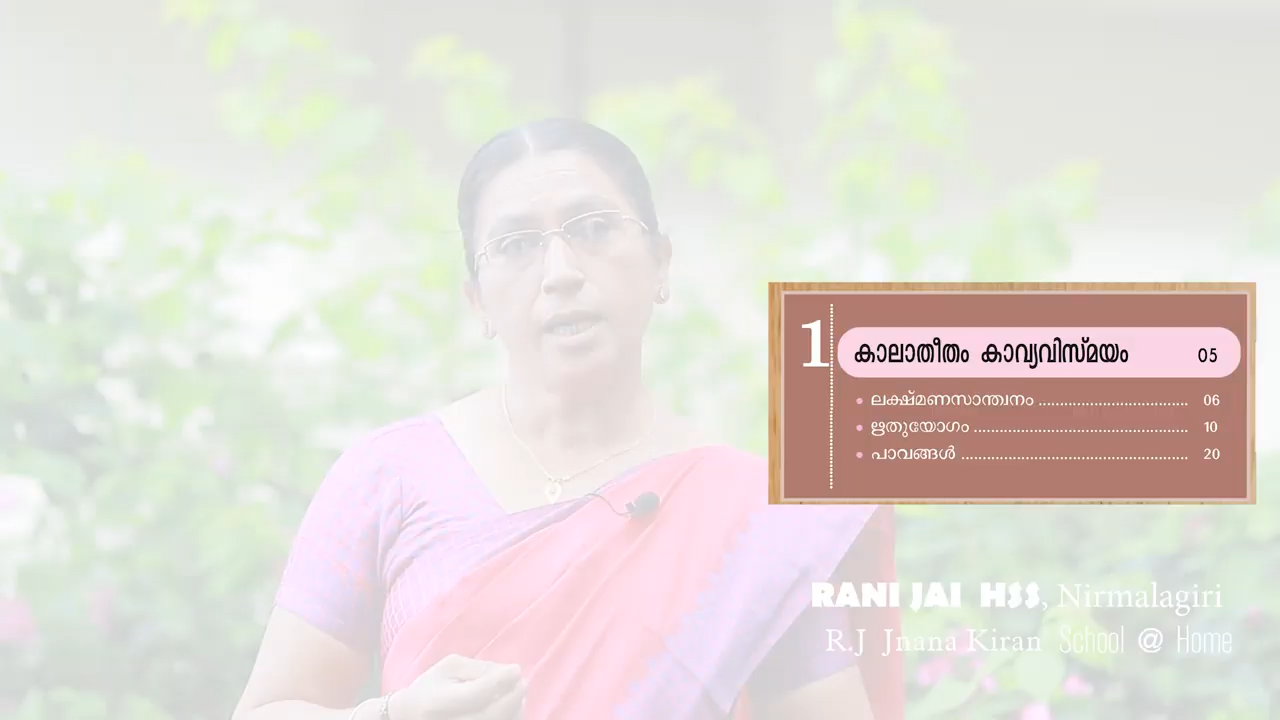 1
കാലാതീതം കാവ്യവിസ്മയം 05
• ലക്ഷ്മണസാന്ത്വനം ...................................... 06
• ഋതുയോഗം ...................................................... 10
• പാവങ്ങൾ ......................................................... 20
RANI JAI HSS, Nirmalagiri
R.J Jnana Kiran School @ Home